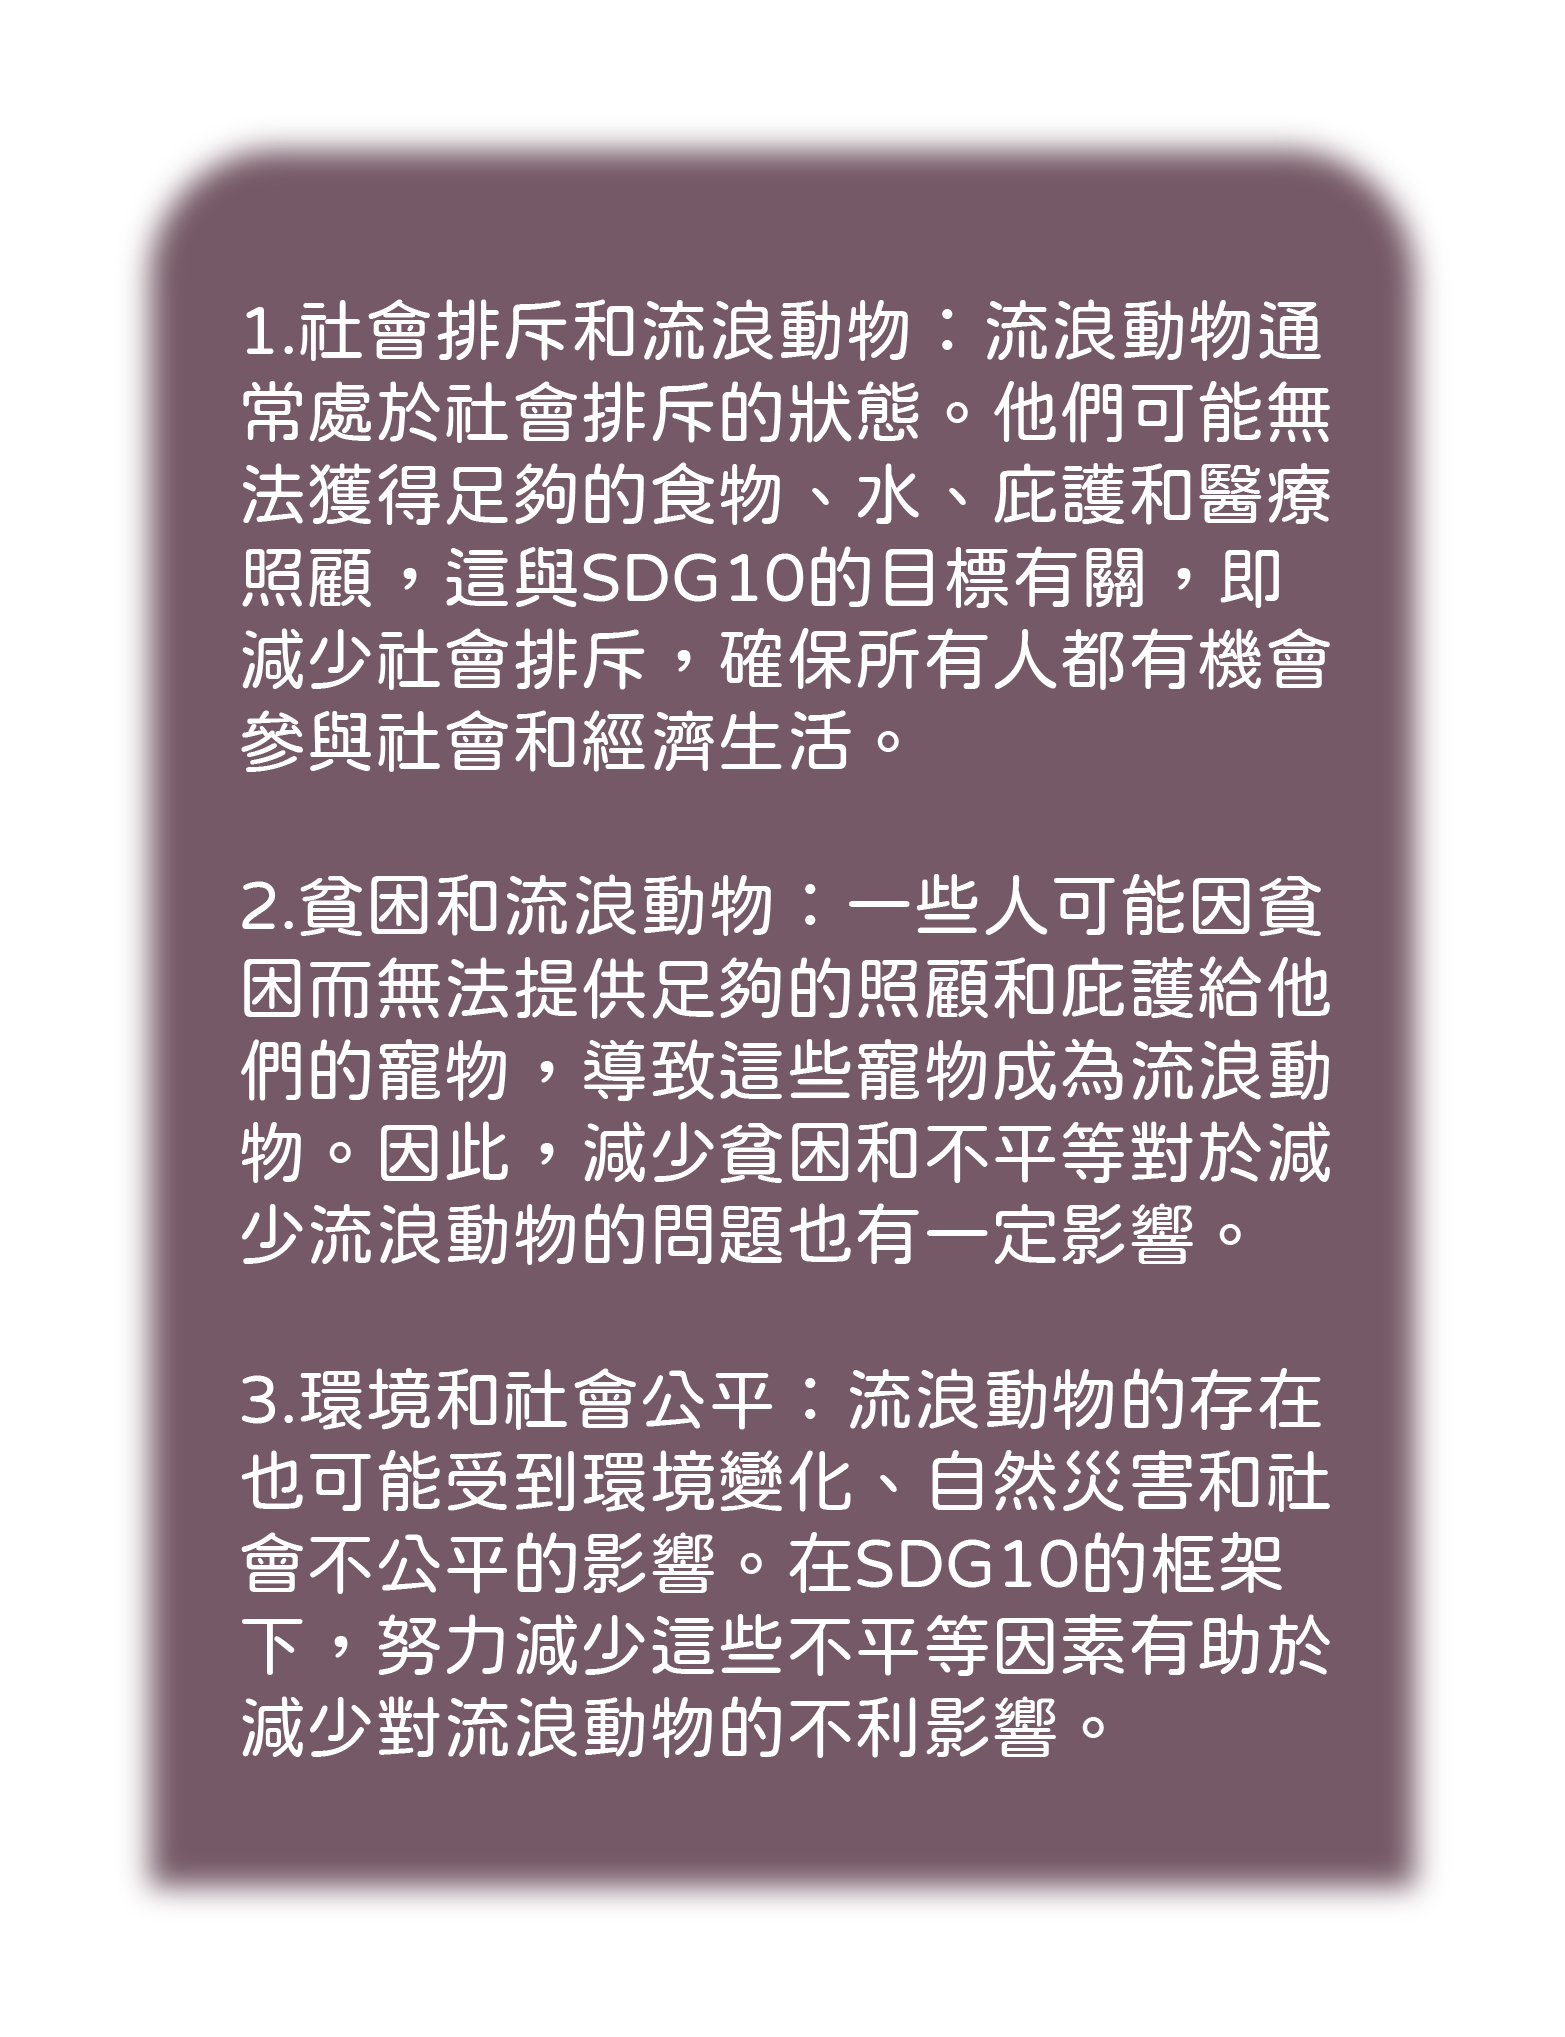 1.社會排斥和流浪動物：流浪動物通
常處於社會排斥的狀態。他們可能無
法獲得足夠的食物、水、庇護和醫療
照顧，這與SDG10的目標有關，即
減少社會排斥，確保所有人都有機會
參與社會和經濟生活。
2.貧困和流浪動物：一些人可能因貧
困而無法提供足夠的照顧和庇護給他
們的寵物，導致這些寵物成為流浪動
物。因此，減少貧困和不平等對於減
少流浪動物的問題也有一定影響。
3.環境和社會公平：流浪動物的存在
也可能受到環境變化、自然災害和社
會不公平的影響。在SDG10的框架
下，努力減少這些不平等因素有助於
減少對流浪動物的不利影響。